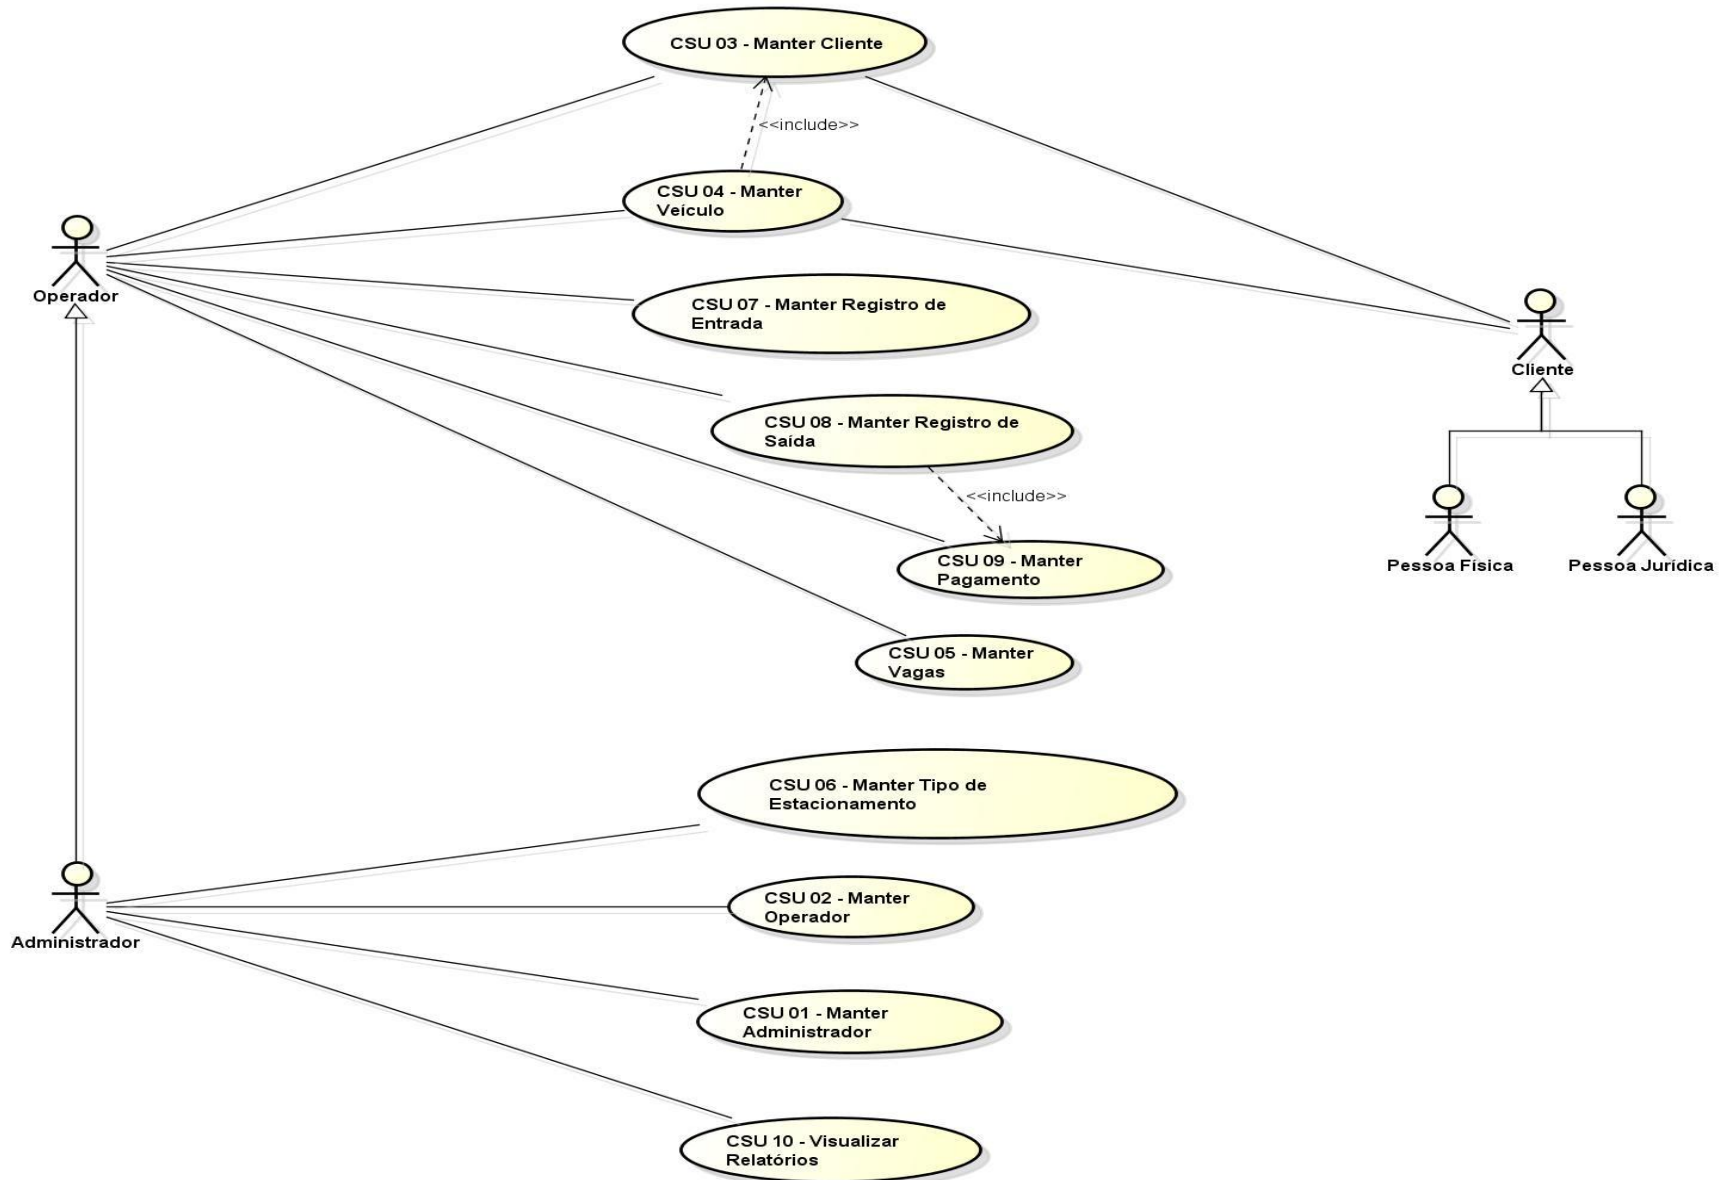 CSU 03 - Manter Cliente
<<include>>
CSU 04 - Manter
Veículo
Operador
CSU 07 - Manter Registro de
Entrada
Cliente
CSU 08 - Manter Registro de
Saída
<<include>>
CSU 09 - Manter
Pagamento
Pessoa Física
Pessoa Jurídica
CSU 05 - Manter
Vagas
CSU 06 - Manter Tipo de
Estacionamento
CSU 02 - Manter
Operador
Administrador
CSU 01 - Manter
Administrador
CSU 10 - Visualizar
Relatórios